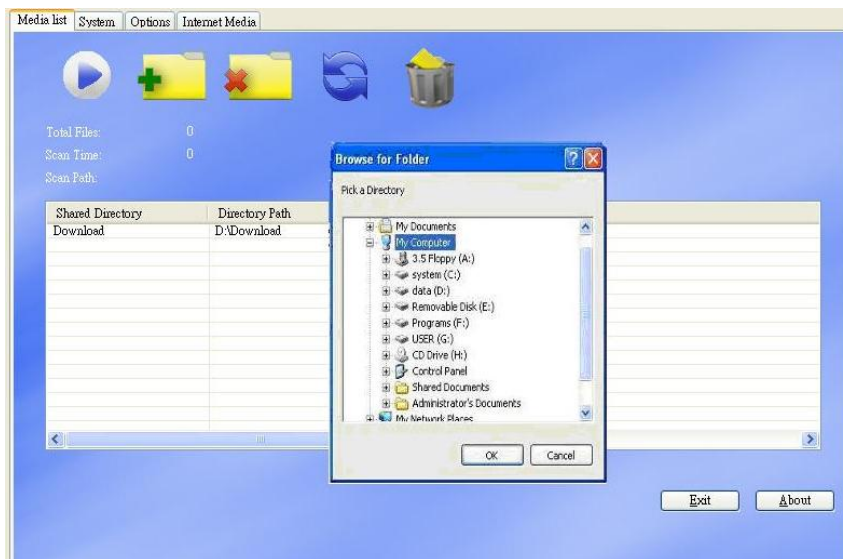 Media list System Options Internet Media
Total Files: 0
Scan Time: 0
Scan Path:
Shared Directory Directory Path
Download D:\Download
Browse for Folder
Pick a Directory
My Documents
My Computer
3.5 Floppy (A:)
system (C:)
data (D:)
Removable Disk (E:)
Programs (F:)
USER (G:)
CD Drive (H:)
Control Panel
Shared Documents
Administrator's Documents
My Network Places
OK Cancel
Exit About